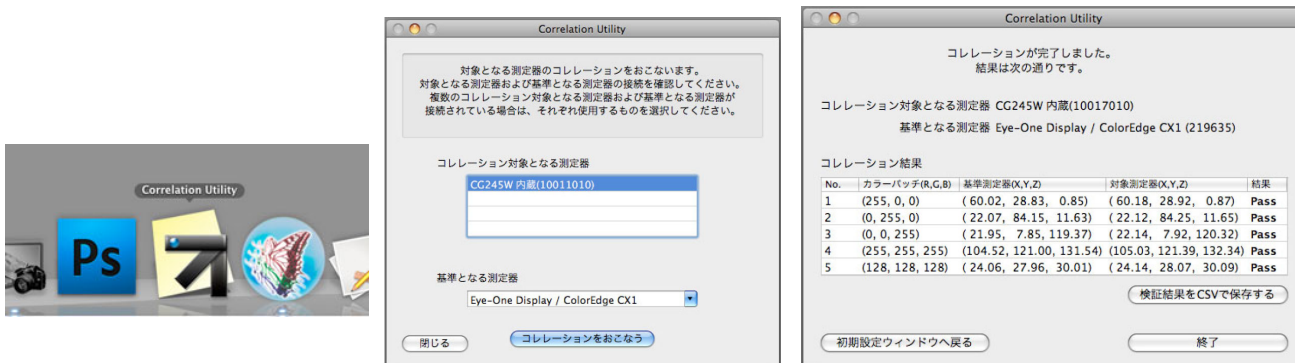 Correlation Utility
Ps
Correlation Utility
対象となる測定器のコレレーションをおこないます。
対象となる測定器および基準となる測定器の接続を確認してください。
複数のコレレーション対象となる測定器および基準となる測定器が
接続されている場合は、それぞれ使用するものを選択してください。
コレレーション対象となる測定器
CG245W 内蔵(10011010)
基準となる測定器
Eye-One Display / ColorEdge CX1
閉じる コレレーションをおこなう
Correlation Utility
コレレーションが完了しました。
結果は次の通りです。
コレレーション対象となる測定器 CG245W 内蔵(10017010)
基準となる測定器 Eye-One Display / ColorEdge CX1 (219635)
コレレーション結果
No. カラーパッチ(R,G,B) 基準測定器(X,Y,Z) 対象測定器(X,Y,Z) 結果
1 (255, 0, 0) ( 60.02, 28.83, 0.85) ( 60.18, 28.92, 0.87) Pass
2 (0, 255, 0) ( 22.07, 84.15, 11.63) ( 22.12, 84.25, 11.65) Pass
3 (0, 0, 255) ( 21.95, 7.85, 119.37) ( 22.14, 7.92, 120.32) Pass
4 (255, 255, 255) (104.52, 121.00, 131.54) (105.03, 121.39, 132.34) Pass
5 (128, 128, 128) ( 24.06, 27.96, 30.01) ( 24.14, 28.07, 30.09) Pass
検証結果をCSVで保存する
初期設定ウィンドウへ戻る 終了